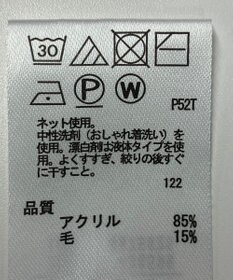 30
P W
P52T
ネット使用。
中性洗剤（おしゃれ着洗い）を
使用。漂白剤は液体タイプを使
用。よくすすぎ、絞りの後すぐ
に干すこと。
122
品質
アクリル 85%
毛 15%